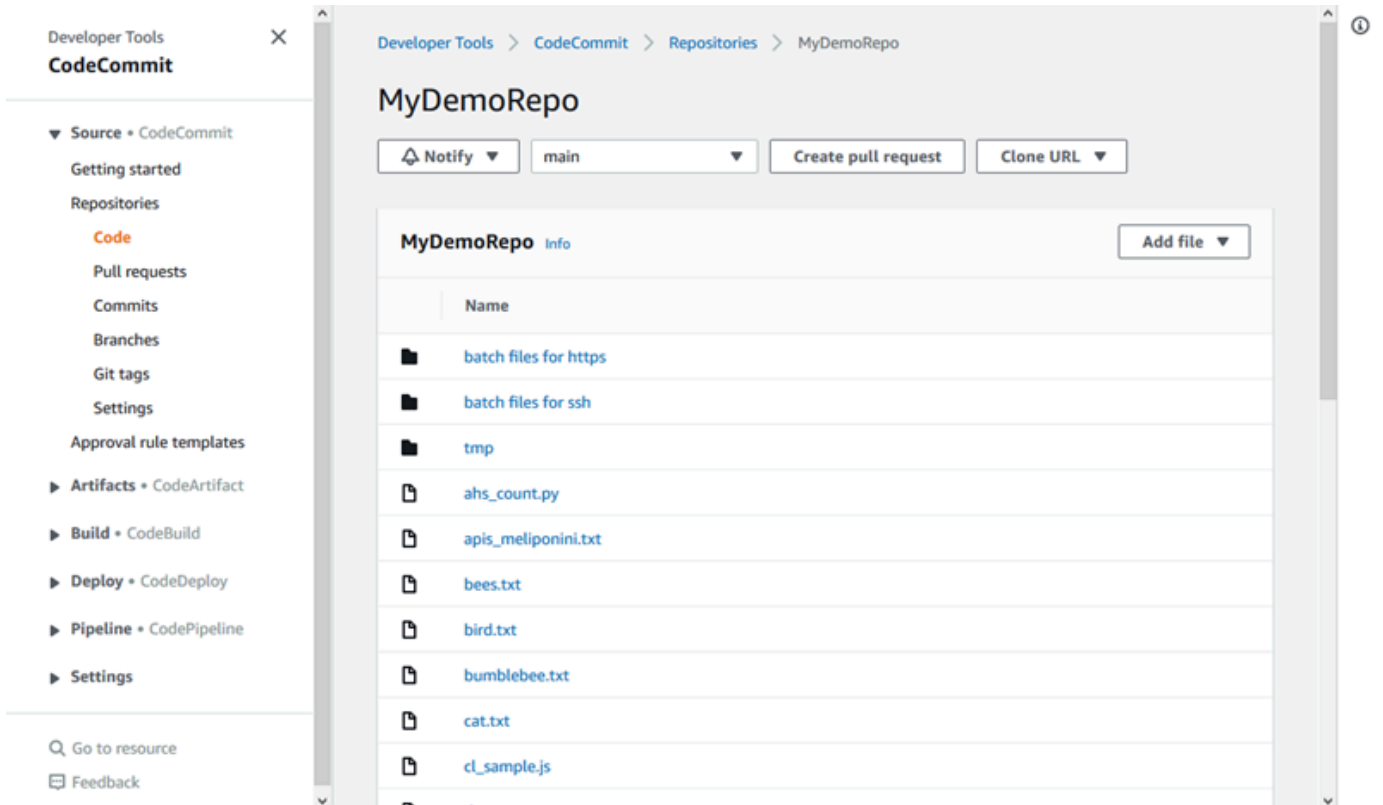 Developer Tools
CodeCommit
Source • CodeCommit
Getting started
Repositories
Code
Pull requests
Commits
Branches
Git tags
Settings
Approval rule templates
Artifacts • CodeArtifact
Build • CodeBuild
Deploy • CodeDeploy
Pipeline • CodePipeline
Settings
Go to resource
Feedback
Developer Tools > CodeCommit > Repositories > MyDemoRepo
MyDemoRepo
Notify main Create pull request Clone URL
MyDemoRepo Info Add file
Name
batch files for https
batch files for ssh
tmp
ahs_count.py
apis_meliponini.txt
bees.txt
bird.txt
bumblebee.txt
cat.txt
cl_sample.js